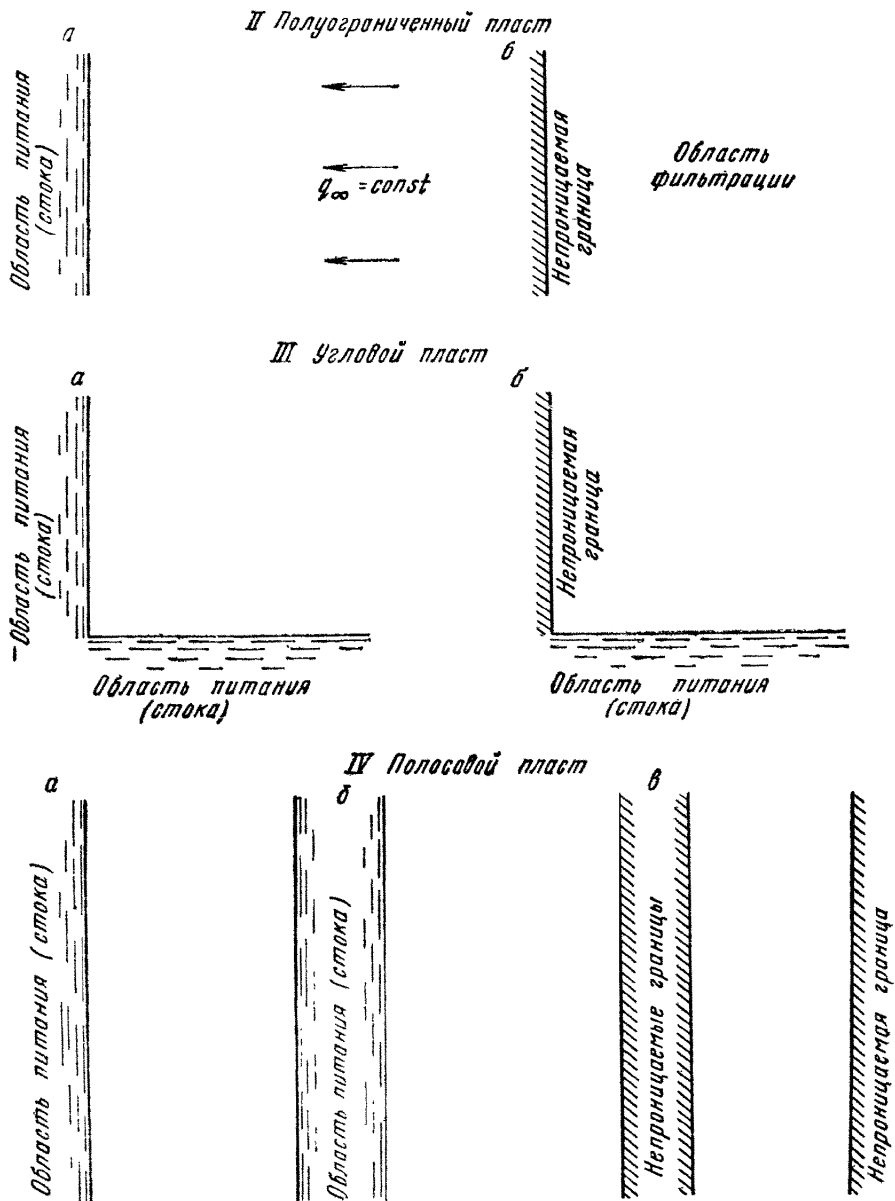 II Полуограниченный пласт
а
б
Область питания
(стока)
q∞ = const
Непроницаемая
граница
Область
фильтрации
III Угловой пласт
а
б
Область питания
(стока)
Непроницаемая
граница
Область питания
(стока)
Область питания
(стока)
IV Полосовой пласт
а
б
в
Область питания (стока)
Область питания (стока)
Непроницаемые границы
Непроницаемая граница